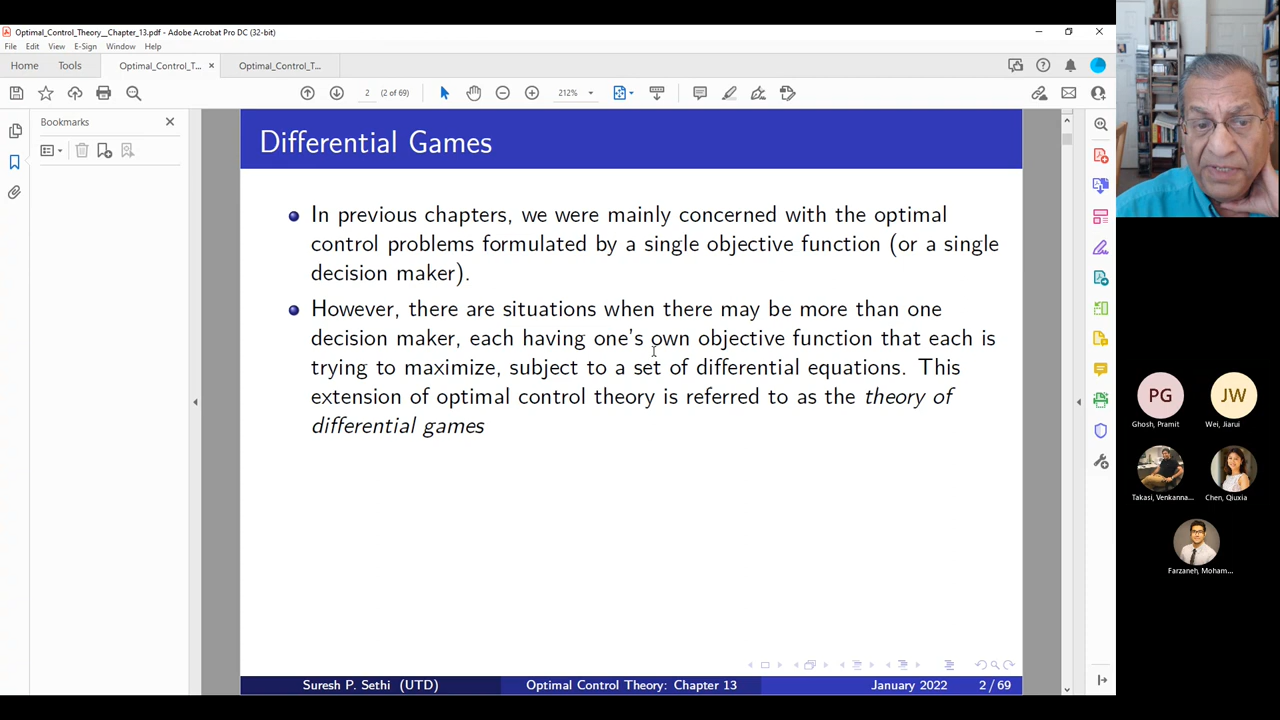 Optimal_Control_Theory__Chapter_13.pdf - Adobe Acrobat Pro DC (32-bit)
File Edit View E-Sign Window Help
Home Tools Optimal_Control_T... × Optimal_Control_T...
2 (2 of 69) 212%
Bookmarks
Differential Games
In previous chapters, we were mainly concerned with the optimal
control problems formulated by a single objective function (or a single
decision maker).
However, there are situations when there may be more than one
decision maker, each having one's own objective function that each is
trying to maximize, subject to a set of differential equations. This
extension of optimal control theory is referred to as the theory of
differential games
Suresh P. Sethi (UTD) Optimal Control Theory: Chapter 13 January 2022 2 / 69
PG JW
Ghosh, Pramit Wei, Jiarui
Takasi, Venkanna... Chen, Qiuxia
Farzaneh, Moham...